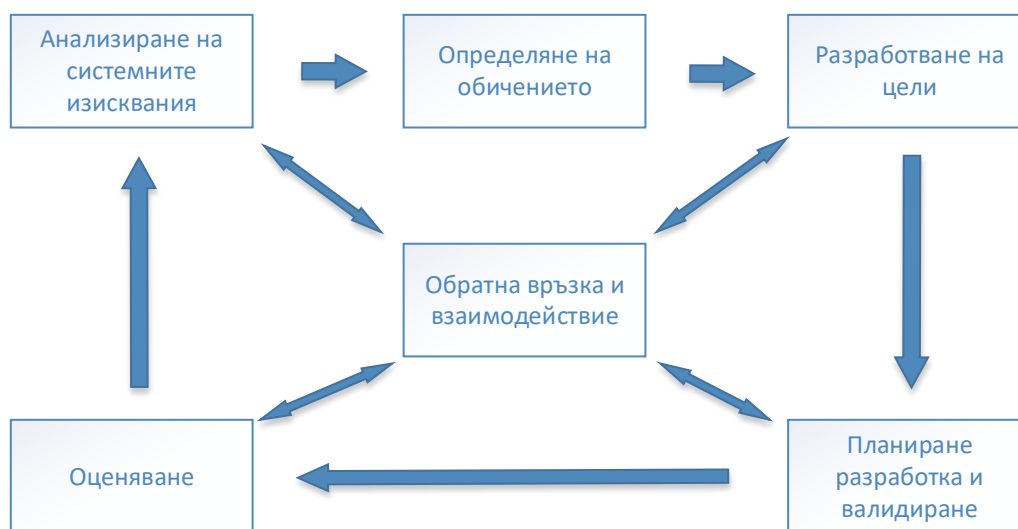 Анализиране на
системните
изисквания
Определяне на
обичението
Разработване на
цели
Обратна връзка и
взаимодействие
Оценяване
Планиране
разработка и
валидиране